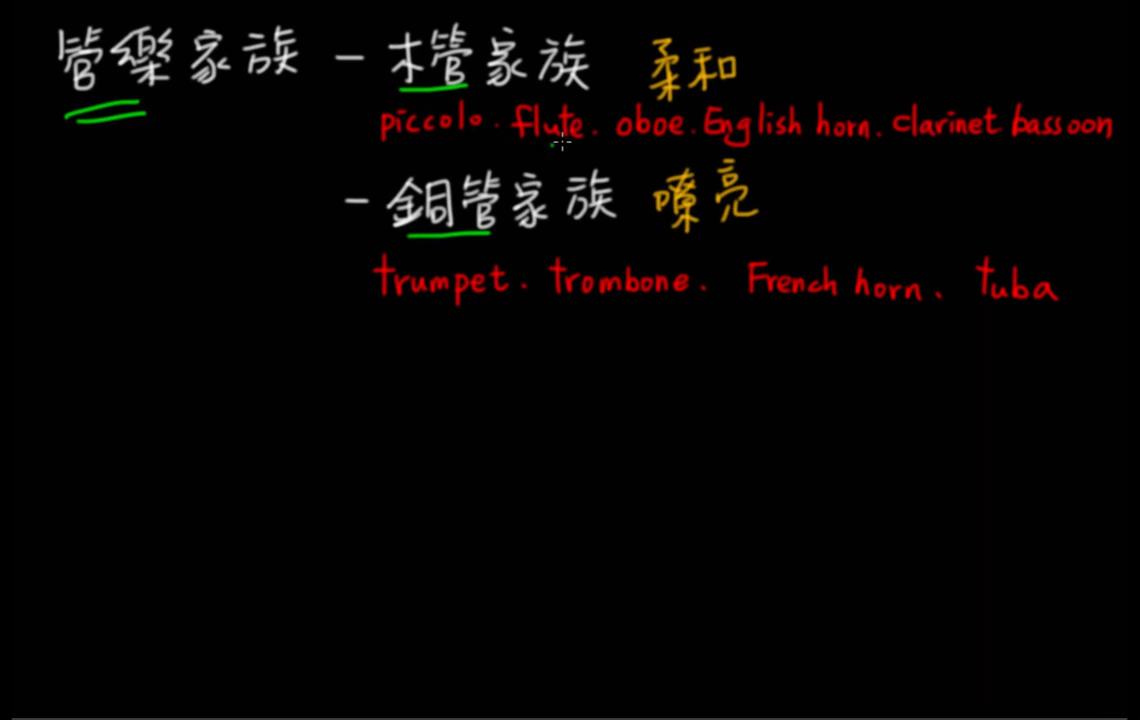 管樂家族 - 木管家族 柔和
piccolo. flute. oboe. English horn. clarinet bassoon
- 銅管家族 嘹亮
trumpet. trombone. French horn. tuba